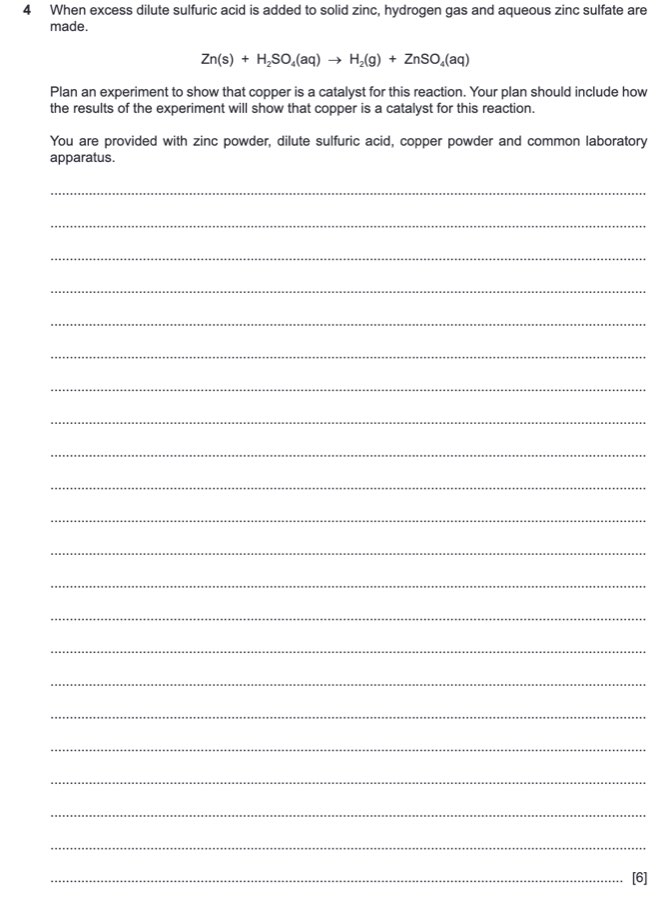 4 When excess dilute sulfuric acid is added to solid zinc, hydrogen gas and aqueous zinc sulfate are
made.
Zn(s) + H₂SO₄(aq) → H₂(g) + ZnSO₄(aq)
Plan an experiment to show that copper is a catalyst for this reaction. Your plan should include how
the results of the experiment will show that copper is a catalyst for this reaction.
You are provided with zinc powder, dilute sulfuric acid, copper powder and common laboratory
apparatus.
[6]